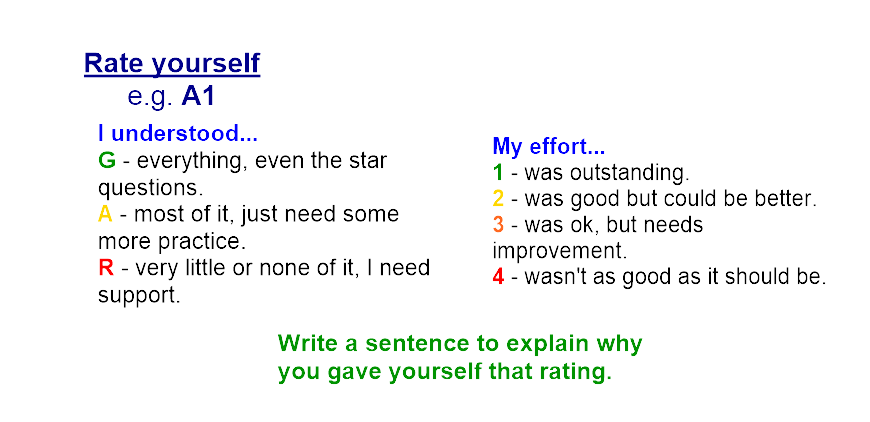 Rate yourself
e.g. A1
I understood...
G - everything, even the star
questions.
A - most of it, just need some
more practice.
R - very little or none of it, I need
support.
My effort...
1 - was outstanding.
2 - was good but could be better.
3 - was ok, but needs
improvement.
4 - wasn't as good as it should be.
Write a sentence to explain why
you gave yourself that rating.